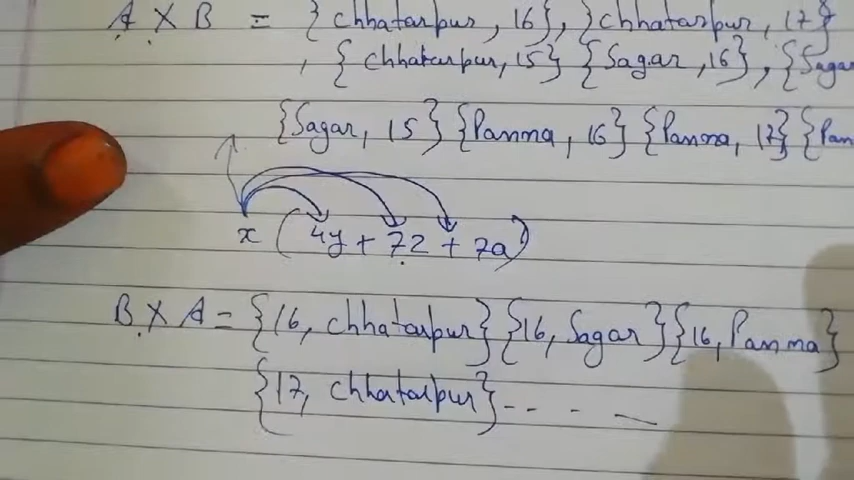 A × B = {chhatarpur, 16}, {chhatarpur, 17}
, {chhatarpur, 15} {Sagar, 16}, {Sagar
{Sagar, 15} {Panna, 16} {Panna, 17} {Pan
x (4y + 7z + 7a)
B × A = {16, chhatarpur} {16, Sagar} {16, Panna}
{17, chhatarpur} - - - —